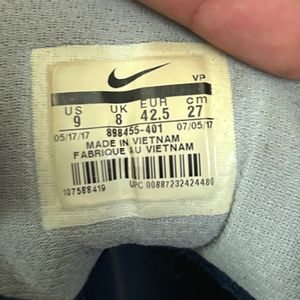 VP
US UK EUR cm
9 8 42.5 27
05/17/17 898455-401 07/05/17
MADE IN VIETNAM
FABRIQUE AU VIETNAM
107588419 UPC 00887232424480